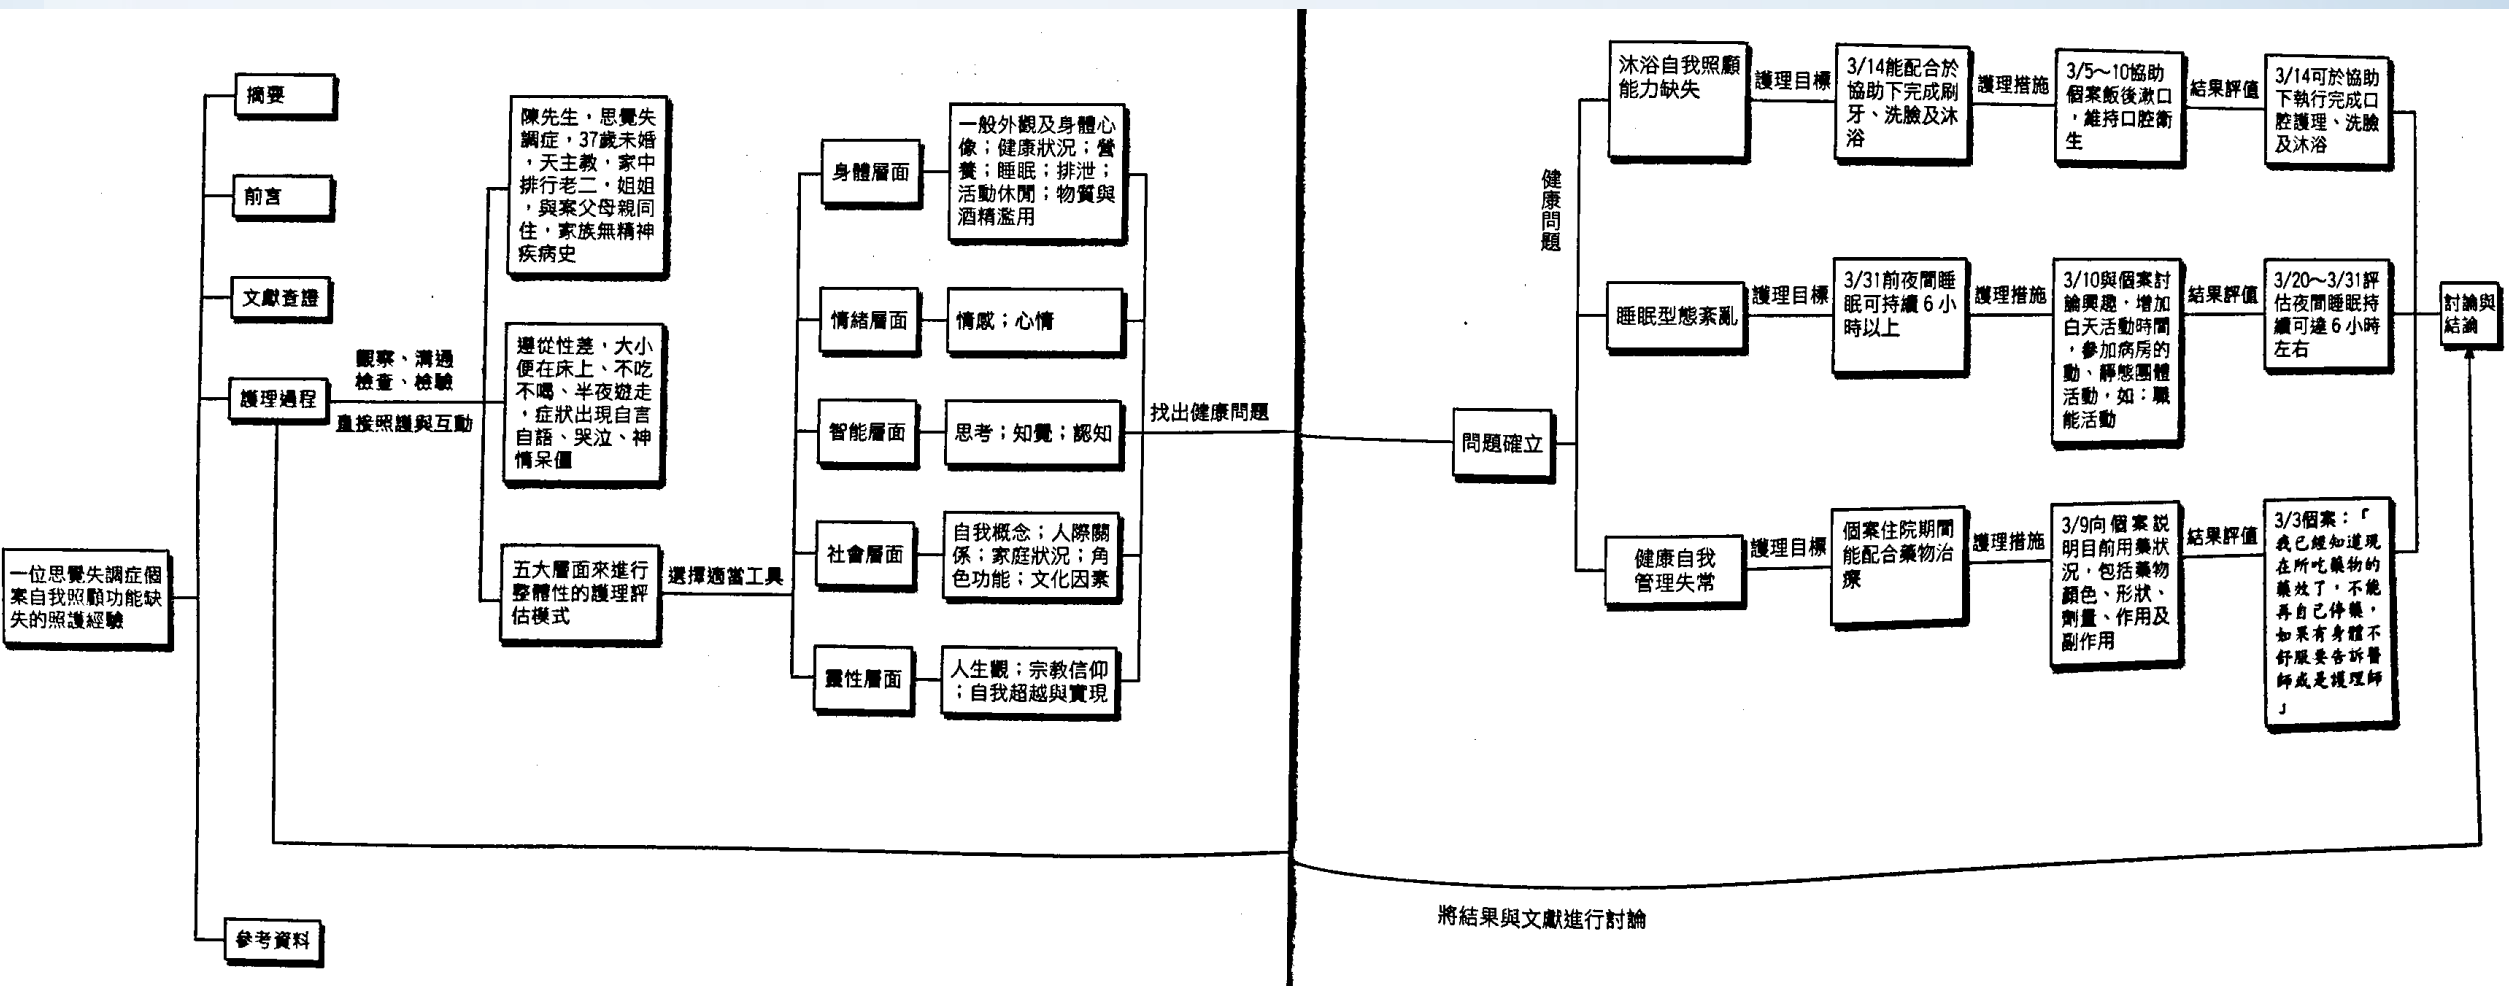 一位思覺失調症個
案自我照顧功能缺
失的照護經驗
摘要
前言
文獻查證
護理過程
參考資料
觀察、溝通
檢查、檢驗
直接照護與互動
陳先生，思覺失
調症，37歲未婚
，天主教，家中
排行老二，姐姐
，與案父母親同
住，家族無精神
疾病史
遵從性差，大小
便在床上、不吃
不喝、半夜遊走
，症狀出現自言
自語、哭泣、神
情呆僵
五大層面來進行
整體性的護理評
估模式
選擇適當工具
身體層面
一般外觀及身體心
像；健康狀況；營
養；睡眠；排泄；
活動休閒；物質與
酒精濫用
情緒層面
情感；心情
智能層面
思考；知覺；認知
社會層面
自我概念；人際關
係；家庭狀況；角
色功能；文化因素
靈性層面
人生觀；宗教信仰
；自我超越與實現
找出健康問題
問題確立
健康問題
沐浴自我照顧
能力缺失
護理目標
3/14能配合於
協助下完成刷
牙、洗臉及沐
浴
護理措施
3/5～10協助
個案飯後漱口
，維持口腔衛
生
結果評值
3/14可於協助
下執行完成口
腔護理、洗臉
及沐浴
睡眠型態紊亂
護理目標
3/31前夜間睡
眠可持續6小
時以上
護理措施
3/10與個案討
論興趣，增加
白天活動時間
，參加病房的
動、靜態團體
活動，如：職
能活動
結果評值
3/20～3/31評
估夜間睡眠持
續可達6小時
左右
健康自我
管理失常
護理目標
個案住院期間
能配合藥物治
療
護理措施
3/9向個案説
明目前用藥狀
況，包括藥物
顏色、形狀、
劑量、作用及
副作用
結果評值
3/3個案：「
我已經知道現
在所吃藥物的
藥效了，不能
再自己停藥，
如果有身體不
舒服要告訴醫
師或是護理師
」
討論與
結論
將結果與文獻進行討論